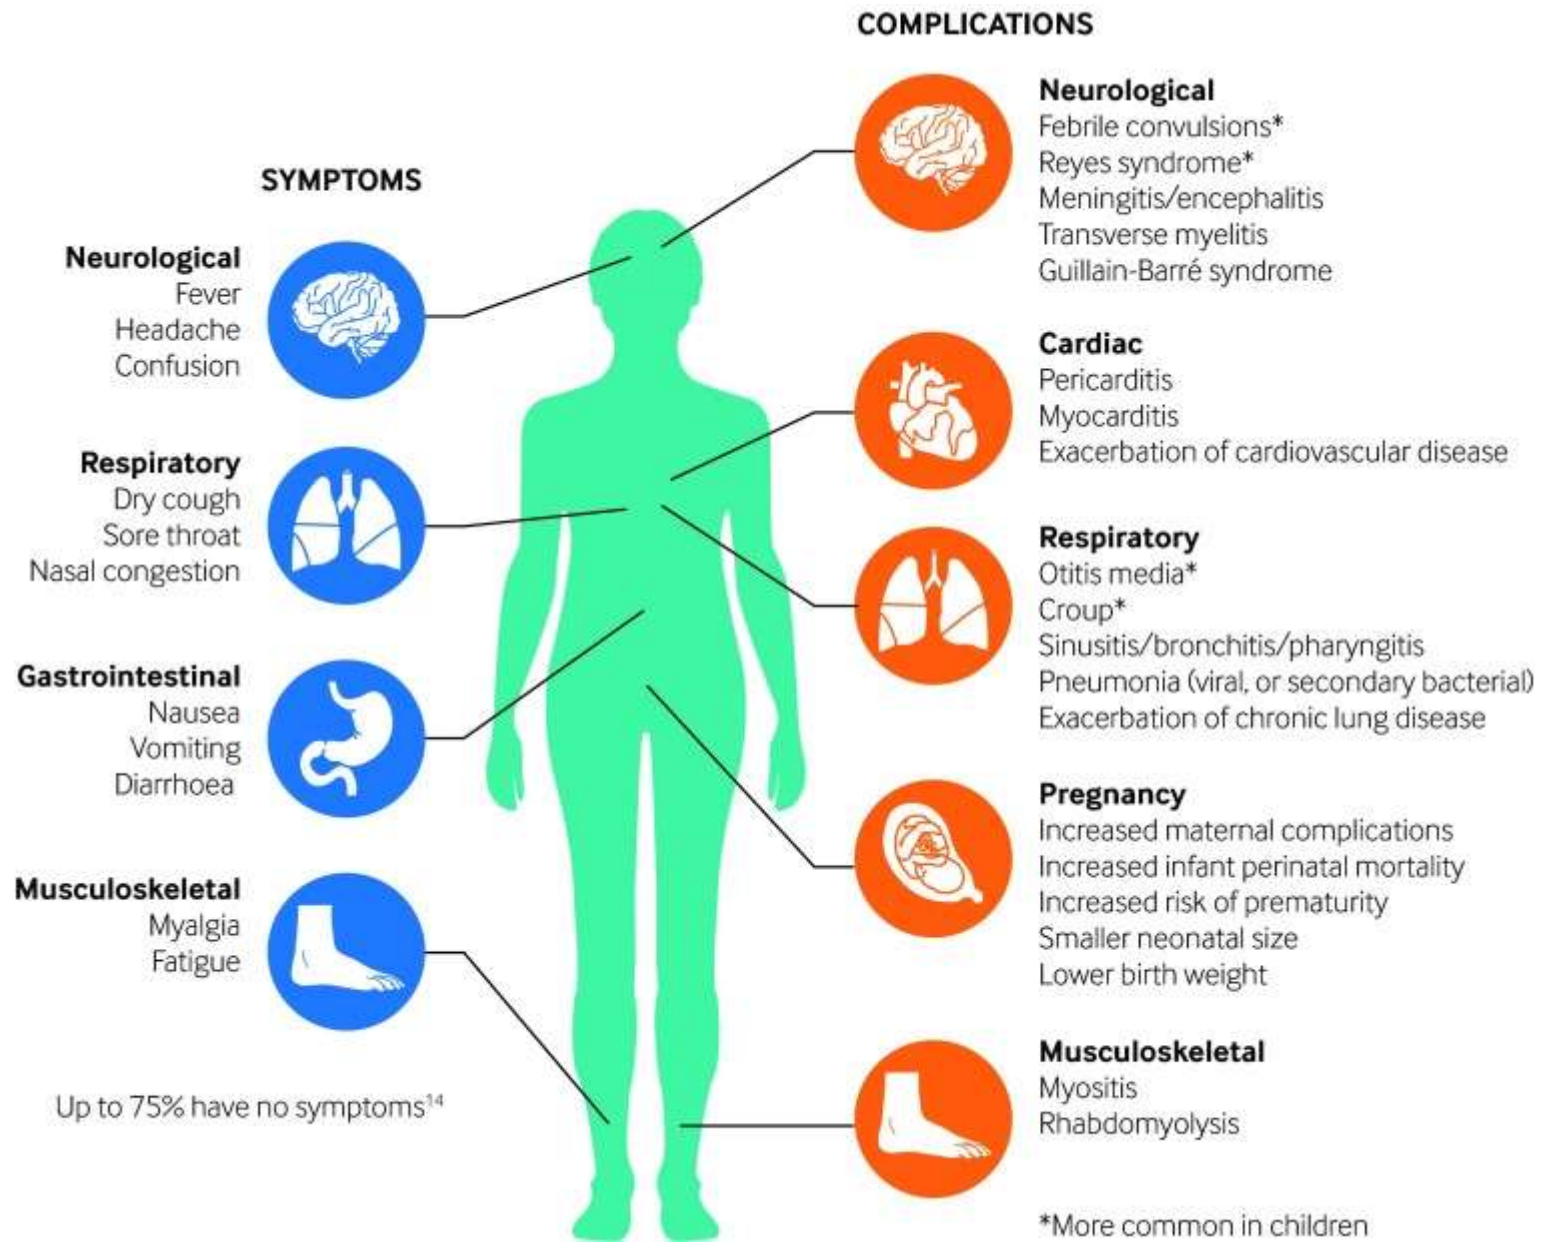 SYMPTOMS
Neurological
Fever
Headache
Confusion
Respiratory
Dry cough
Sore throat
Nasal congestion
Gastrointestinal
Nausea
Vomiting
Diarrhoea
Musculoskeletal
Myalgia
Fatigue
Up to 75% have no symptoms¹⁴
COMPLICATIONS
Neurological
Febrile convulsions*
Reyes syndrome*
Meningitis/encephalitis
Transverse myelitis
Guillain-Barré syndrome
Cardiac
Pericarditis
Myocarditis
Exacerbation of cardiovascular disease
Respiratory
Otitis media*
Croup*
Sinusitis/bronchitis/pharyngitis
Pneumonia (viral, or secondary bacterial)
Exacerbation of chronic lung disease
Pregnancy
Increased maternal complications
Increased infant perinatal mortality
Increased risk of prematurity
Smaller neonatal size
Lower birth weight
Musculoskeletal
Myositis
Rhabdomyolysis
*More common in children